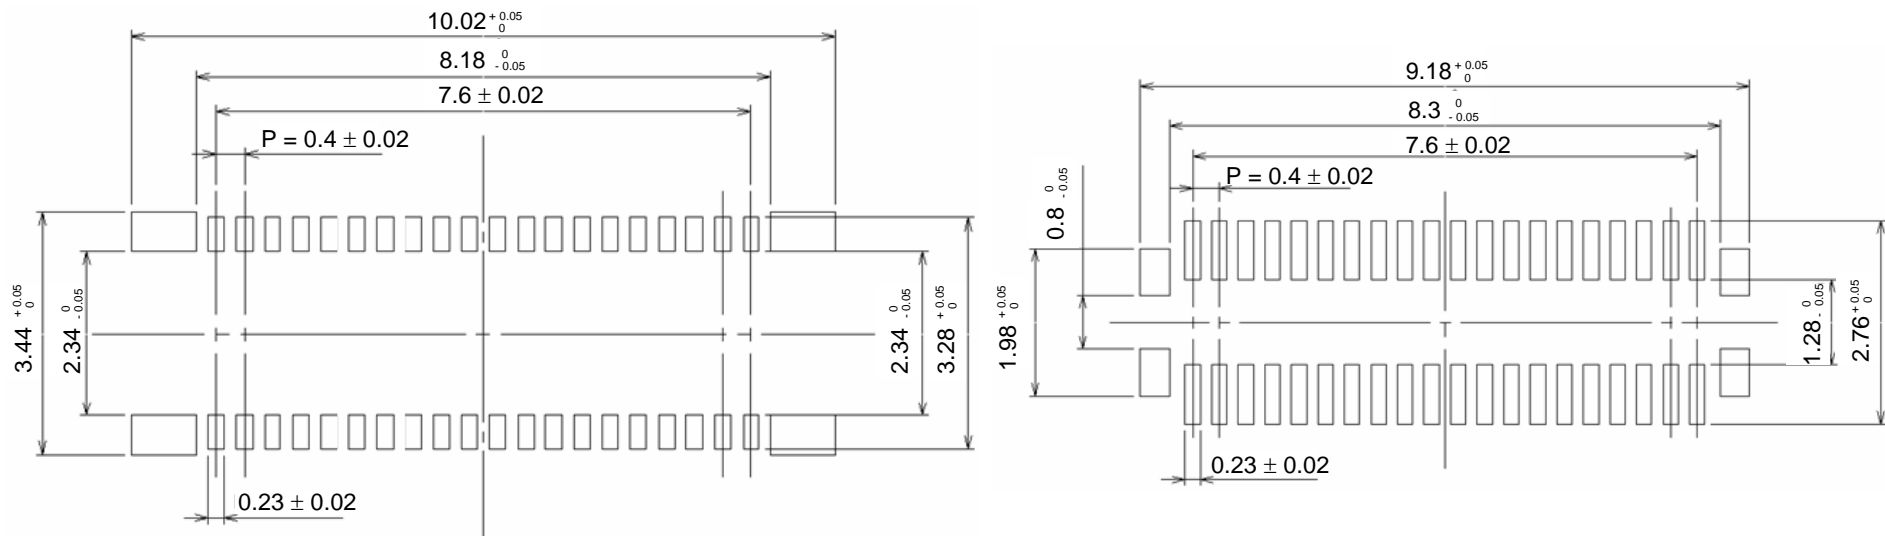 10.02 + 0.05 0
8.18 0 - 0.05
7.6 ± 0.02
P = 0.4 ± 0.02
3.44 + 0.05 0
2.34 0 - 0.05
2.34 0 - 0.05
3.28 + 0.05 0
0.23 ± 0.02
9.18 + 0.05 0
8.3 0 - 0.05
7.6 ± 0.02
P = 0.4 ± 0.02
0.8 0 - 0.05
1.98 + 0.05 0
1.28 0 - 0.05
2.76 + 0.05 0
0.23 ± 0.02